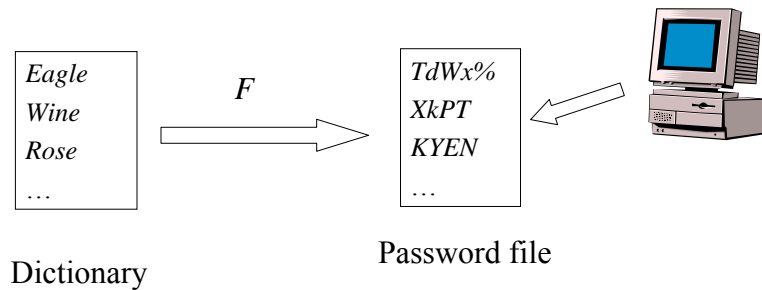 Eagle
Wine
Rose
…
F
TdWx%
XkPT
KYEN
…
Dictionary
Password file